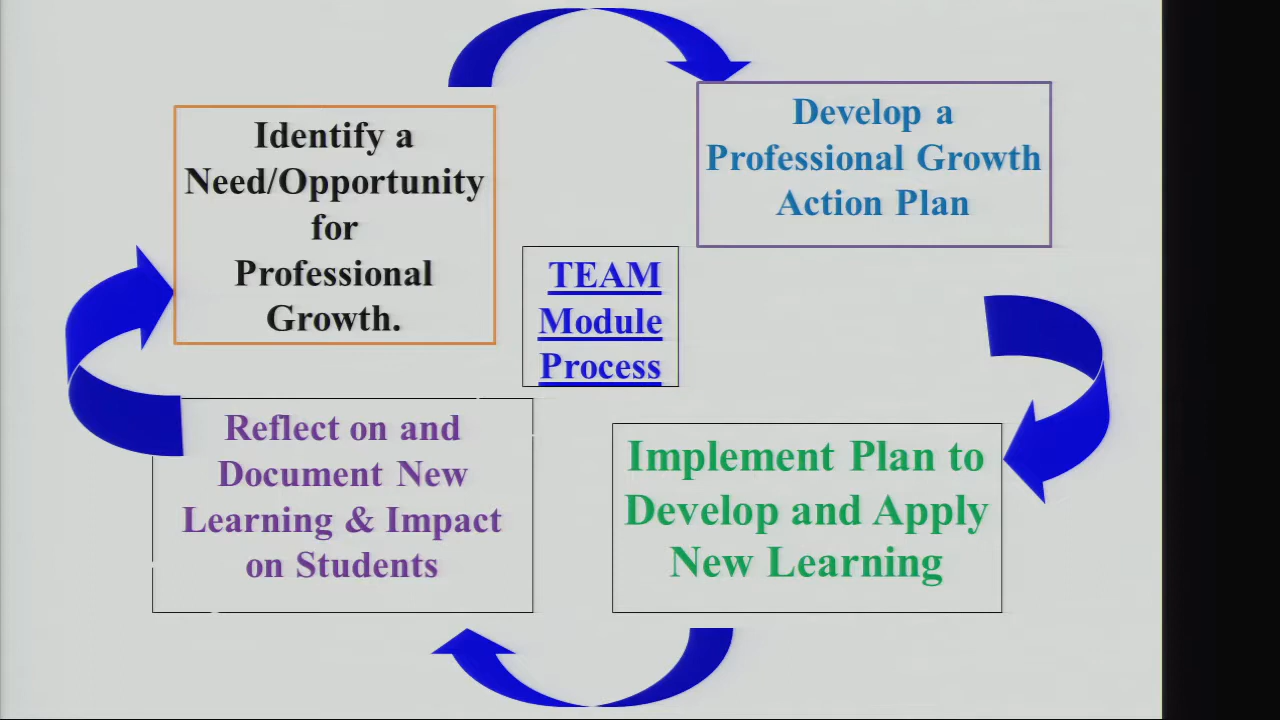 Identify a
Need/Opportunity
for
Professional
Growth.
Develop a
Professional Growth
Action Plan
TEAM
Module
Process
Reflect on and
Document New
Learning & Impact
on Students
Implement Plan to
Develop and Apply
New Learning